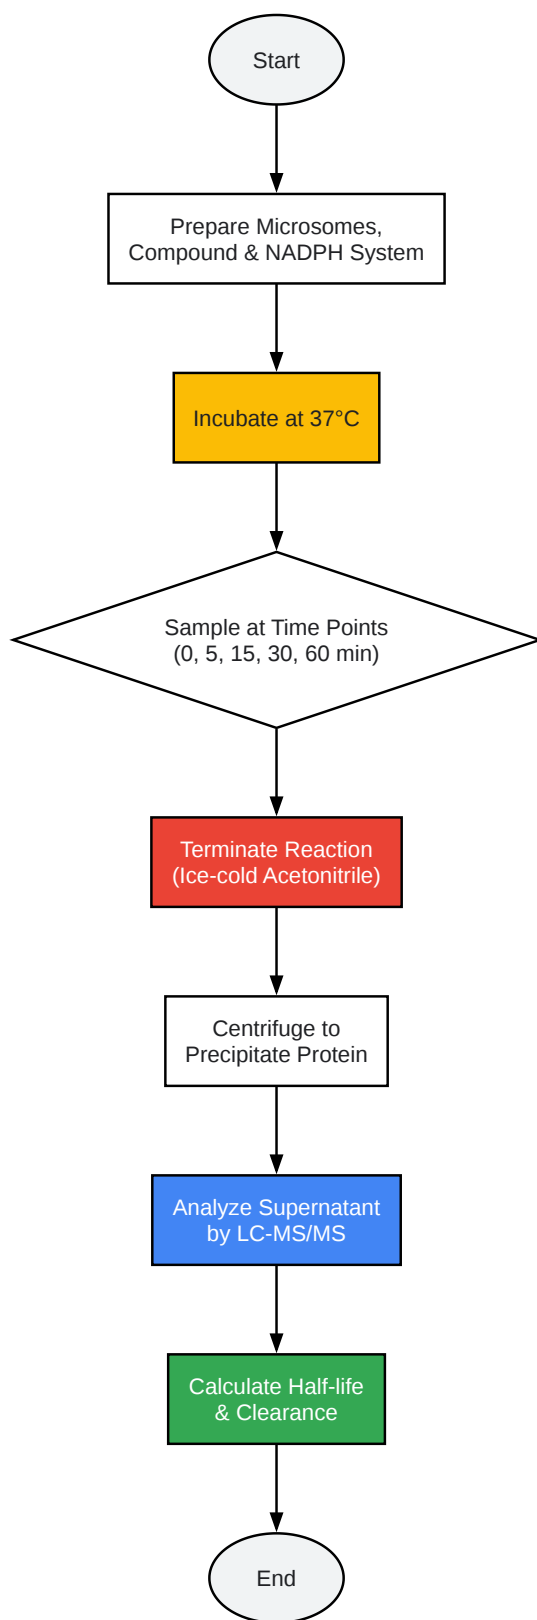 Start
Prepare Microsomes,
Compound & NADPH System
Incubate at 37°C
Sample at Time Points
(0, 5, 15, 30, 60 min)
Terminate Reaction
(Ice-cold Acetonitrile)
Centrifuge to
Precipitate Protein
Analyze Supernatant
by LC-MS/MS
Calculate Half-life
& Clearance
End